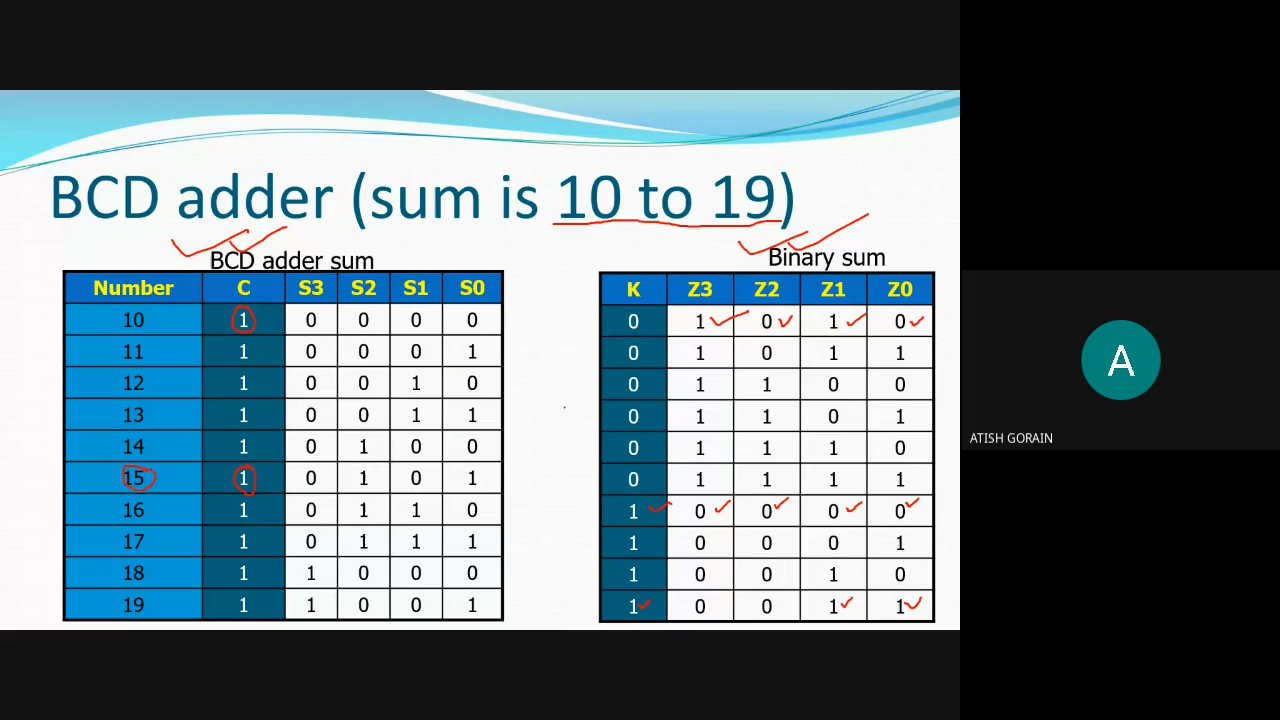 BCD adder (sum is 10 to 19)
BCD adder sum
Number C S3 S2 S1 S0
10 1 0 0 0 0
11 1 0 0 0 1
12 1 0 0 1 0
13 1 0 0 1 1
14 1 0 1 0 0
15 1 0 1 0 1
16 1 0 1 1 0
17 1 0 1 1 1
18 1 1 0 0 0
19 1 1 0 0 1
Binary sum
K Z3 Z2 Z1 Z0
0 1 0 1 0
0 1 0 1 1
0 1 1 0 0
0 1 1 0 1
0 1 1 1 0
0 1 1 1 1
1 0 0 0 0
1 0 0 0 1
1 0 0 1 0
1 0 0 1 1
A
ATISH GORAIN